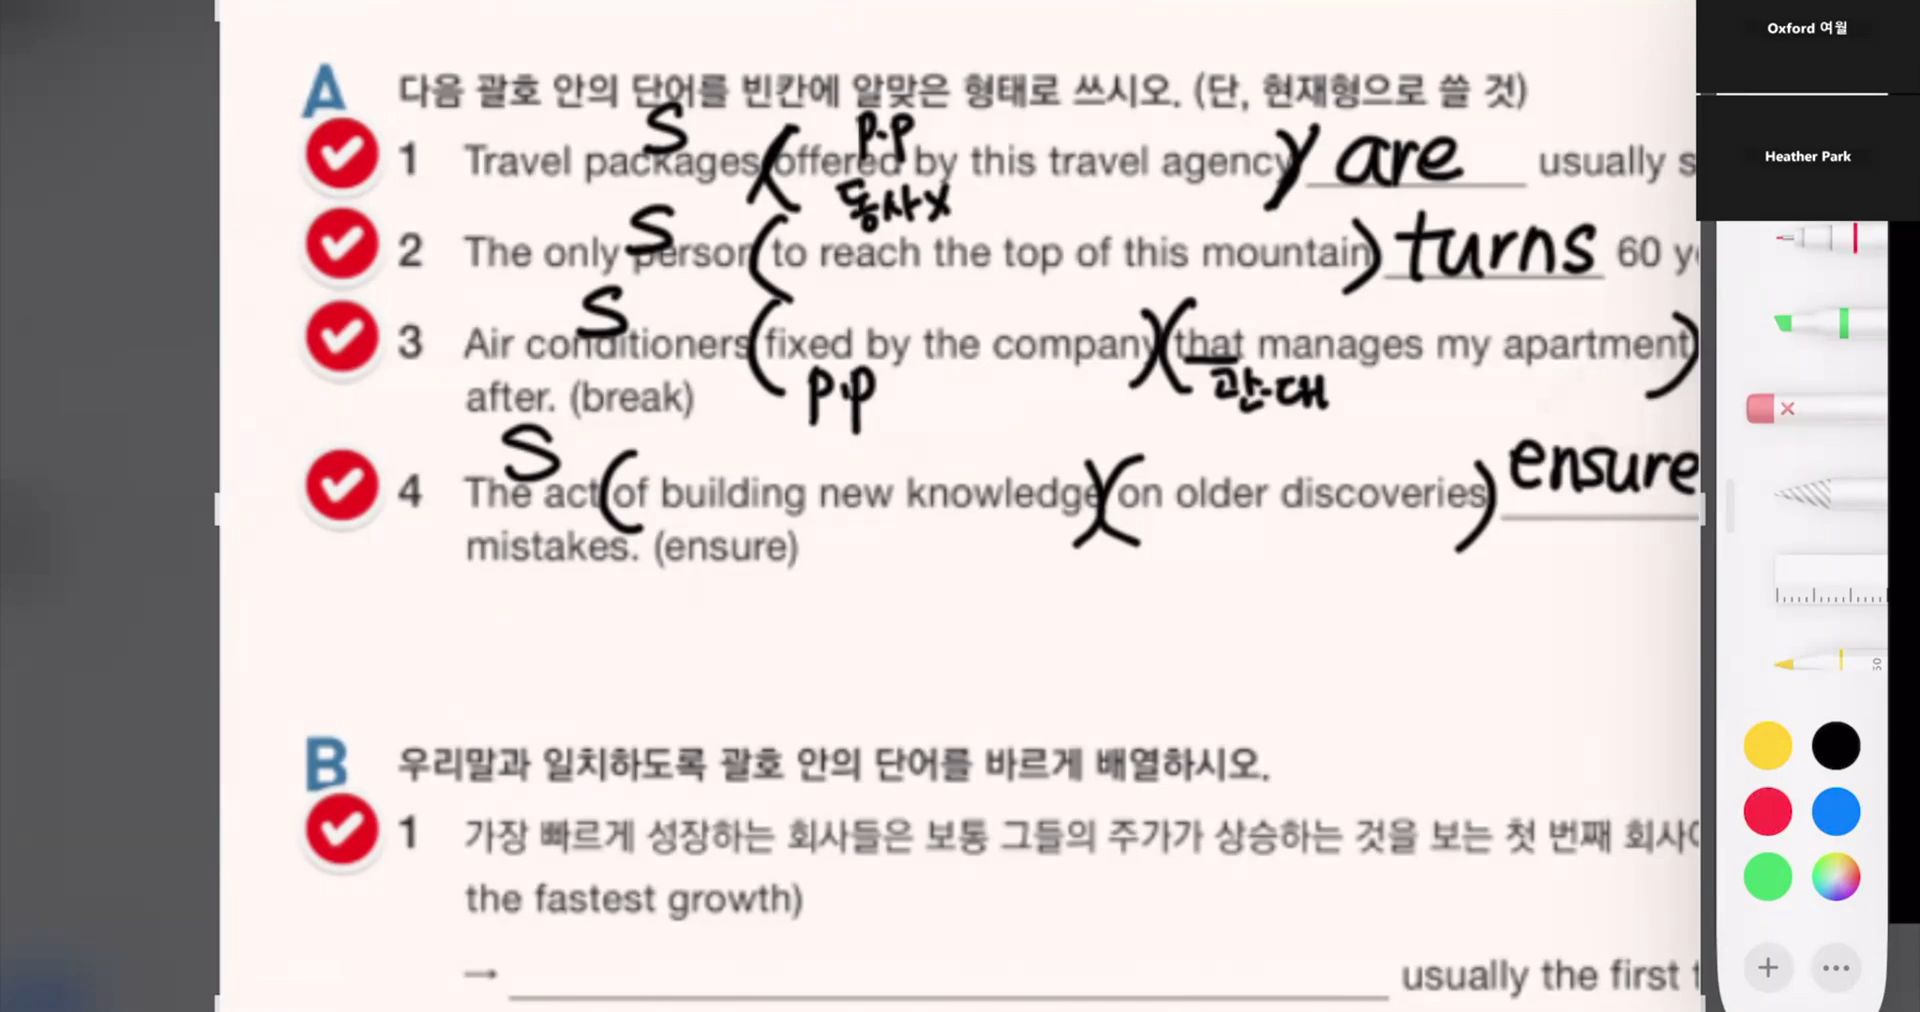 Oxford 여월
Heather Park
A 다음 괄호 안의 단어를 빈칸에 알맞은 형태로 쓰시오. (단, 현재형으로 쓸 것)
S p.p
1 Travel packages (offered by this travel agency) are usually s
동사X
S
2 The only person (to reach the top of this mountain) turns 60 y
S
3 Air conditioners (fixed by the company)(that manages my apartment)
p.p 관·대
after. (break)
S
4 The act (of building new knowledge)(on older discoveries) ensure
mistakes. (ensure)
B 우리말과 일치하도록 괄호 안의 단어를 바르게 배열하시오.
1 가장 빠르게 성장하는 회사들은 보통 그들의 주가가 상승하는 것을 보는 첫 번째 회사
the fastest growth)
→ usually the first
50